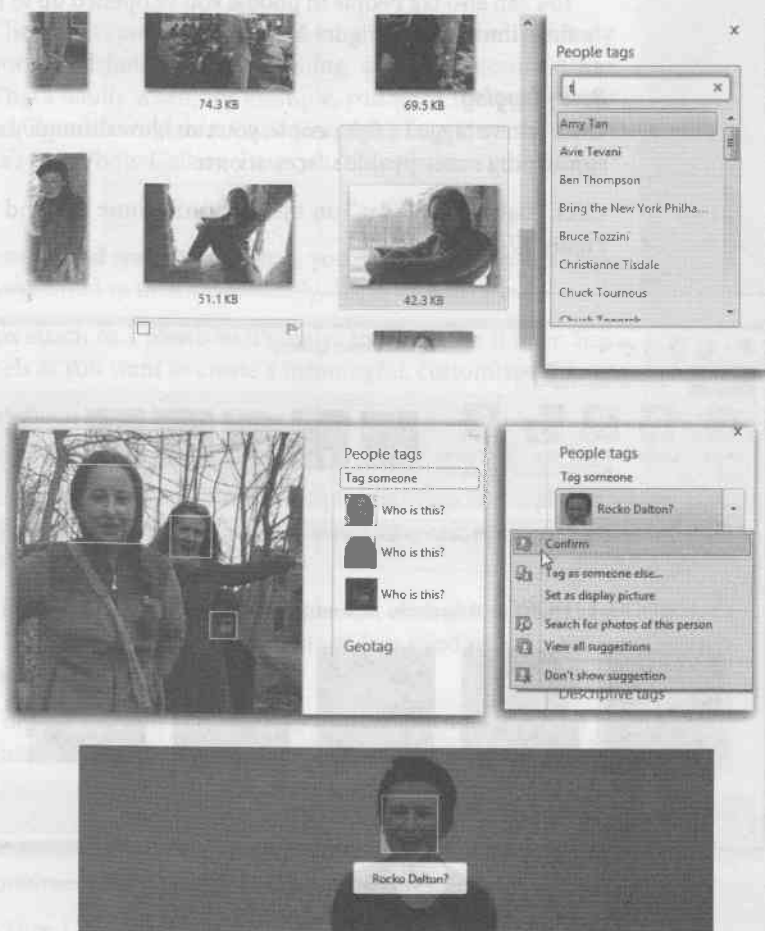 74.3 KB
69.5 KB
51.1 KB
42.3 KB
People tags
t
Amy Tan
Avie Tevani
Ben Thompson
Bring the New York Philha...
Bruce Tozzini
Christianne Tisdale
Chuck Tournous
People tags
Tag someone
Who is this?
Who is this?
Who is this?
Geotag
People tags
Tag someone
Rocko Dalton?
Confirm
Tag as someone else...
Set as display picture
Search for photos of this person
View all suggestions
Don't show suggestion
Descriptive tags
Rocko Dalton?